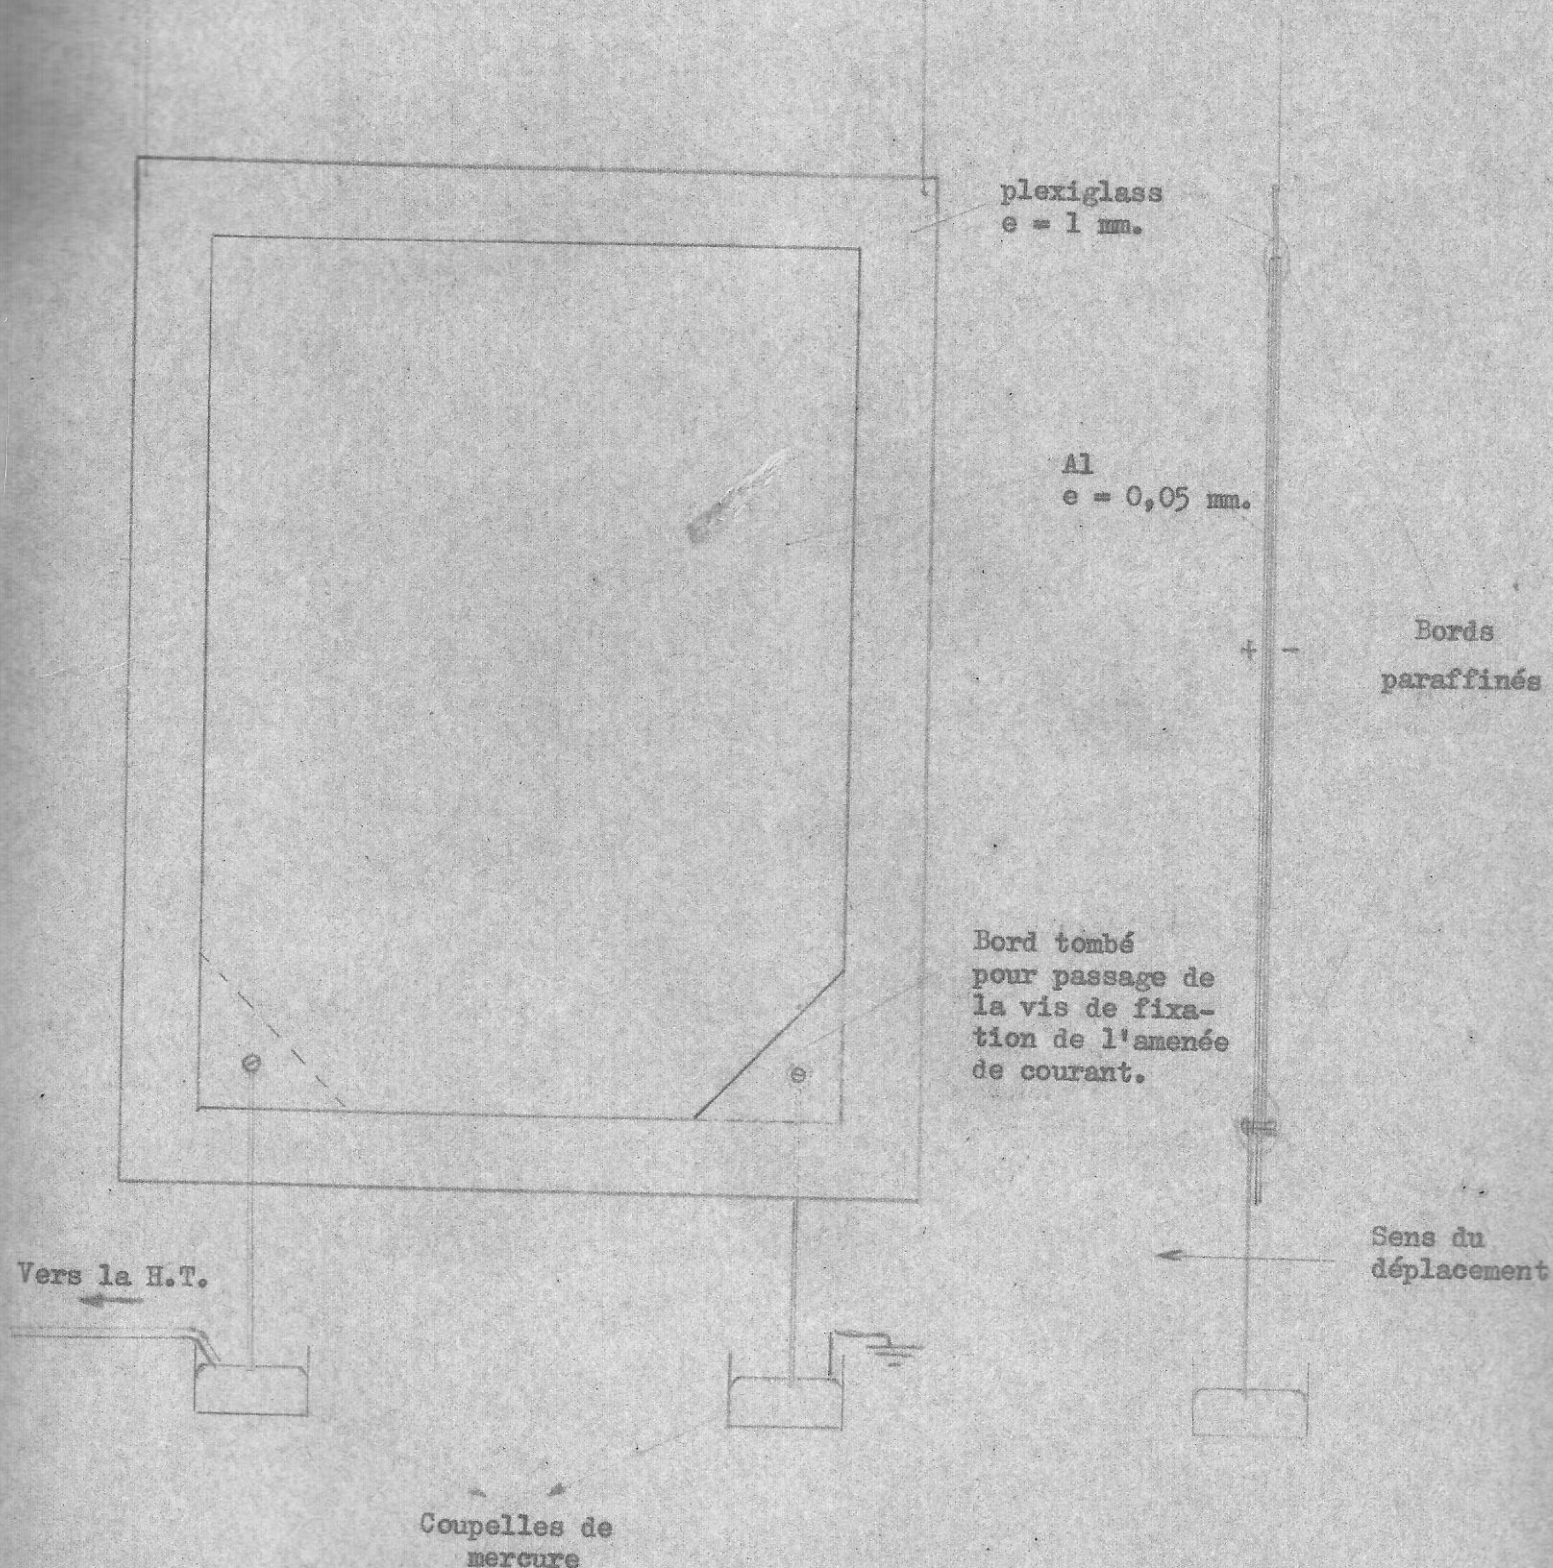 plexiglass
e = 1 mm.
Al
e = 0,05 mm.
+ -
Bords
paraffinés
Bord tombé
pour passage de
la vis de fixa-
tion de l'amenée
de courant.
Sens du
déplacement
Vers la H.T.
Coupelles de
mercure